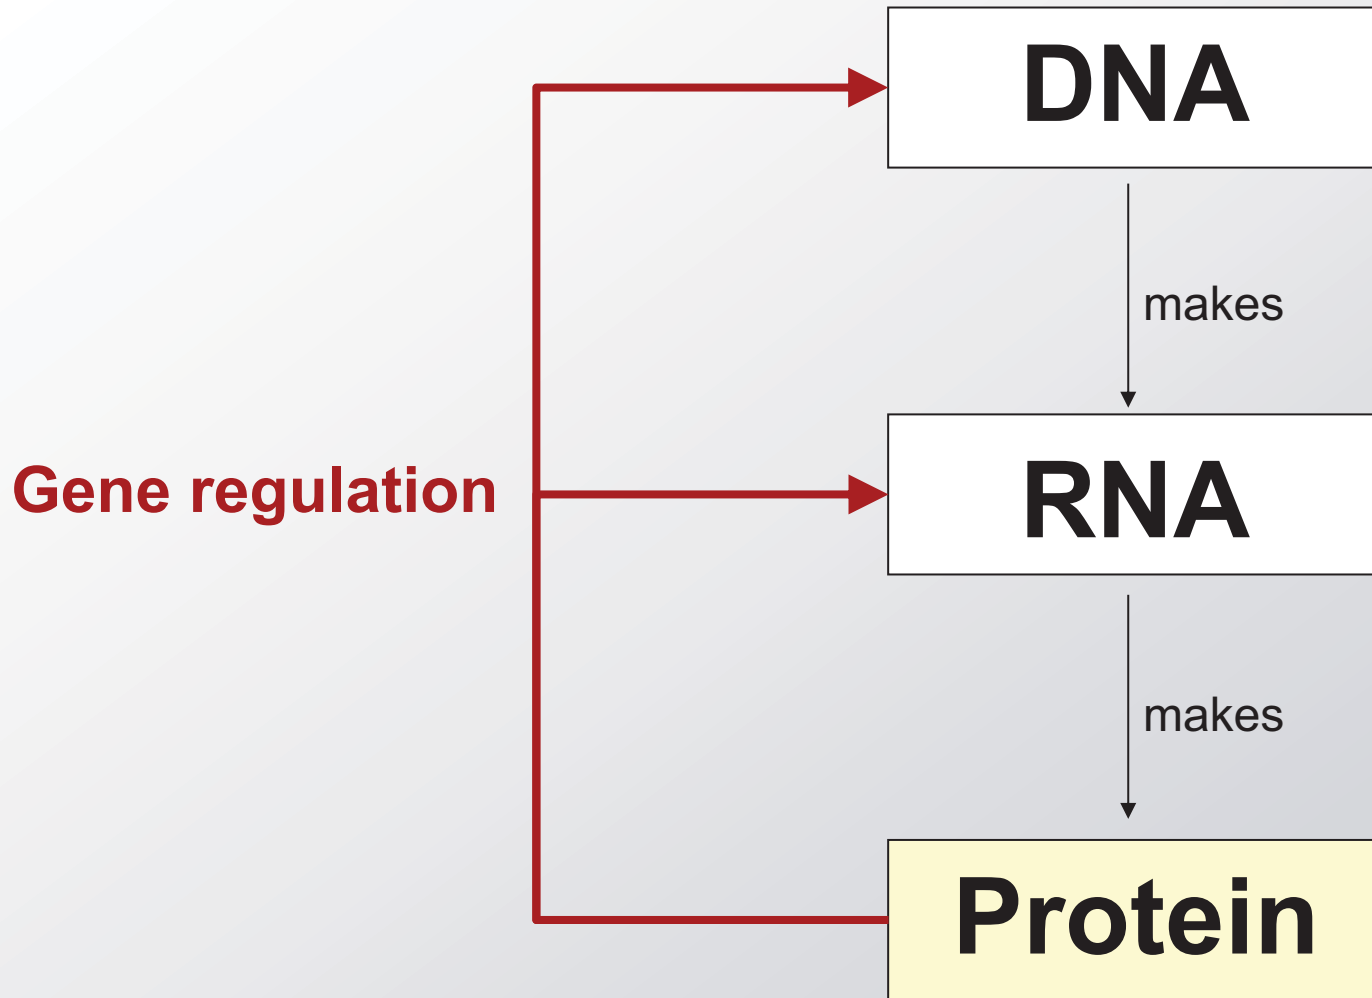 DNA
makes
Gene regulation
RNA
makes
Protein